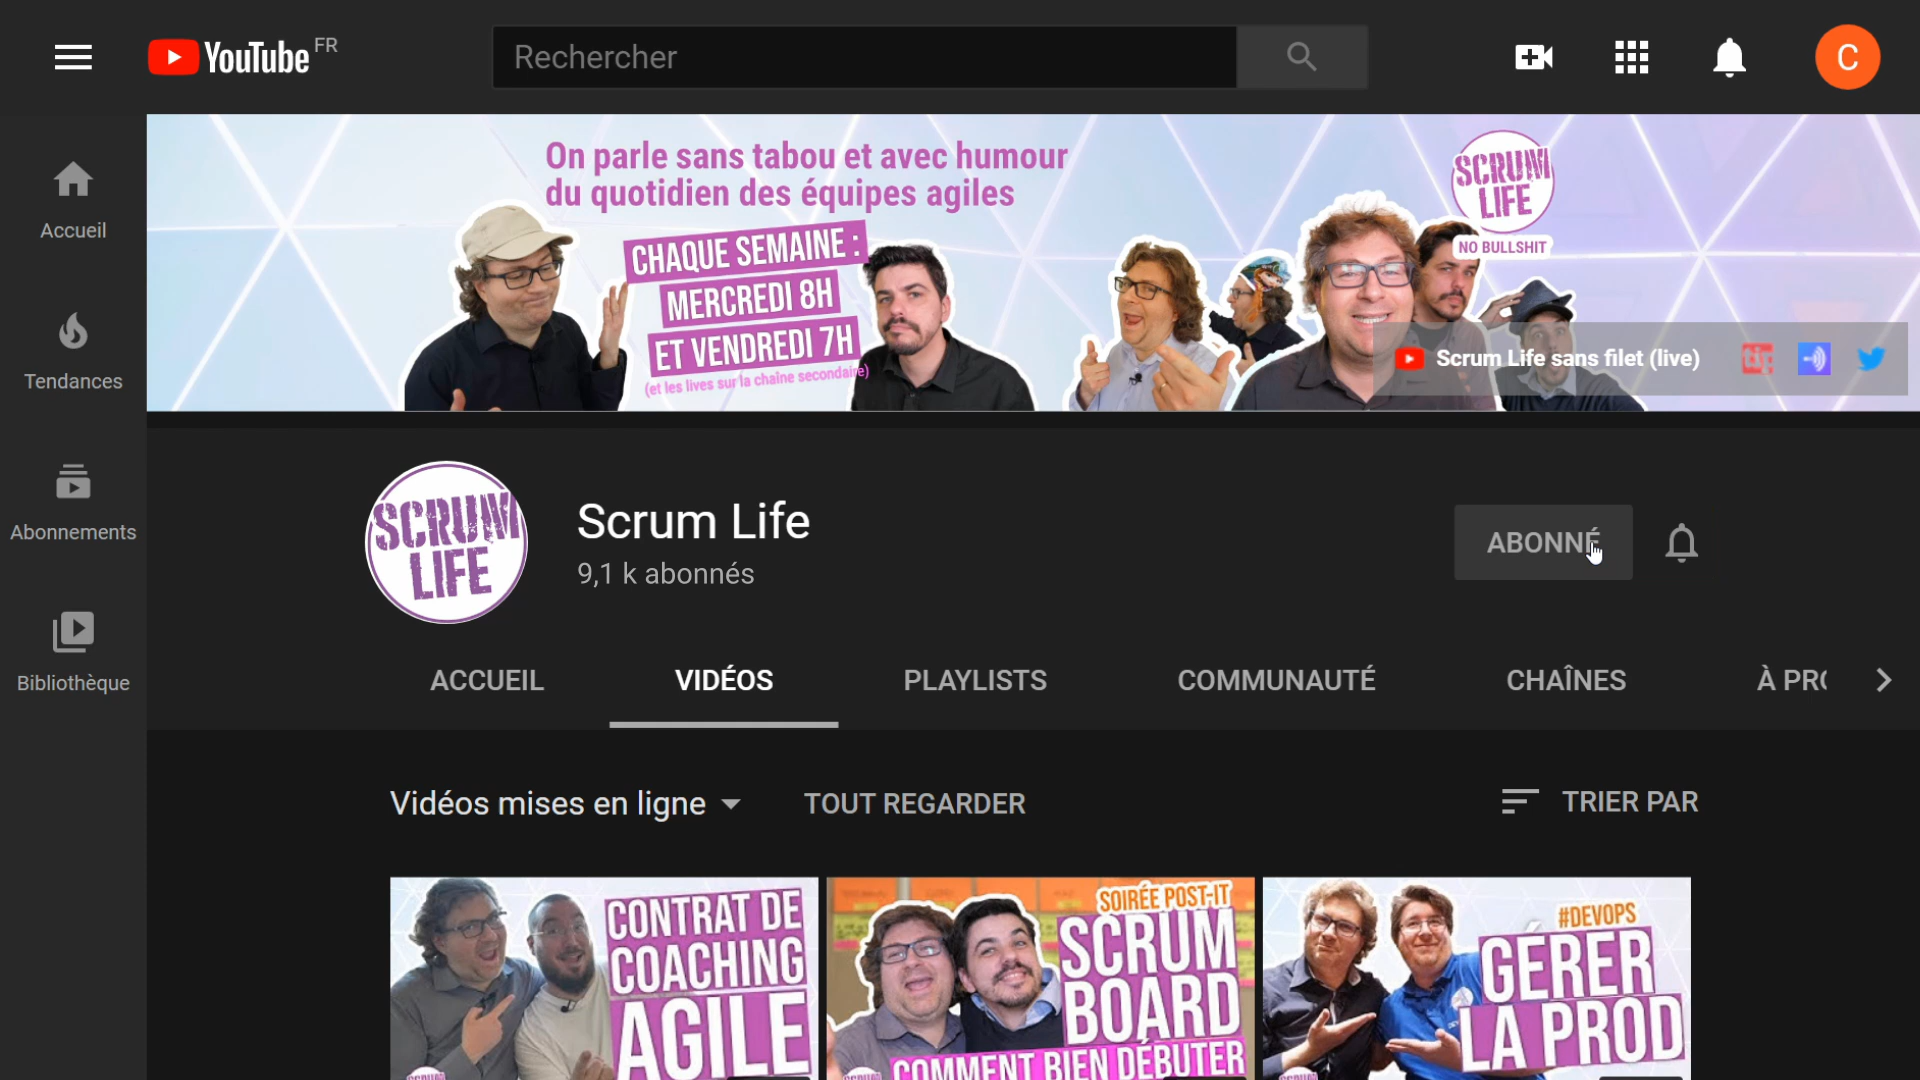 YouTube FR
Rechercher
C
Accueil
Tendances
Abonnements
Bibliothèque
On parle sans tabou et avec humour
du quotidien des équipes agiles
CHAQUE SEMAINE :
MERCREDI 8H
ET VENDREDI 7H
(et les lives sur la chaîne secondaire)
SCRUM
LIFE
NO BULLSHIT
Scrum Life sans filet (live)
SCRUM
LIFE
Scrum Life
9,1 k abonnés
ABONNÉ
ACCUEIL
VIDÉOS
PLAYLISTS
COMMUNAUTÉ
CHAÎNES
À PRO
Vidéos mises en ligne
TOUT REGARDER
TRIER PAR
CONTRAT DE
COACHING
AGILE
SOIRÉE POST-IT
SCRUM
BOARD
COMMENT BIEN DÉBUTER
#DEVOPS
GÉRER
LA PROD